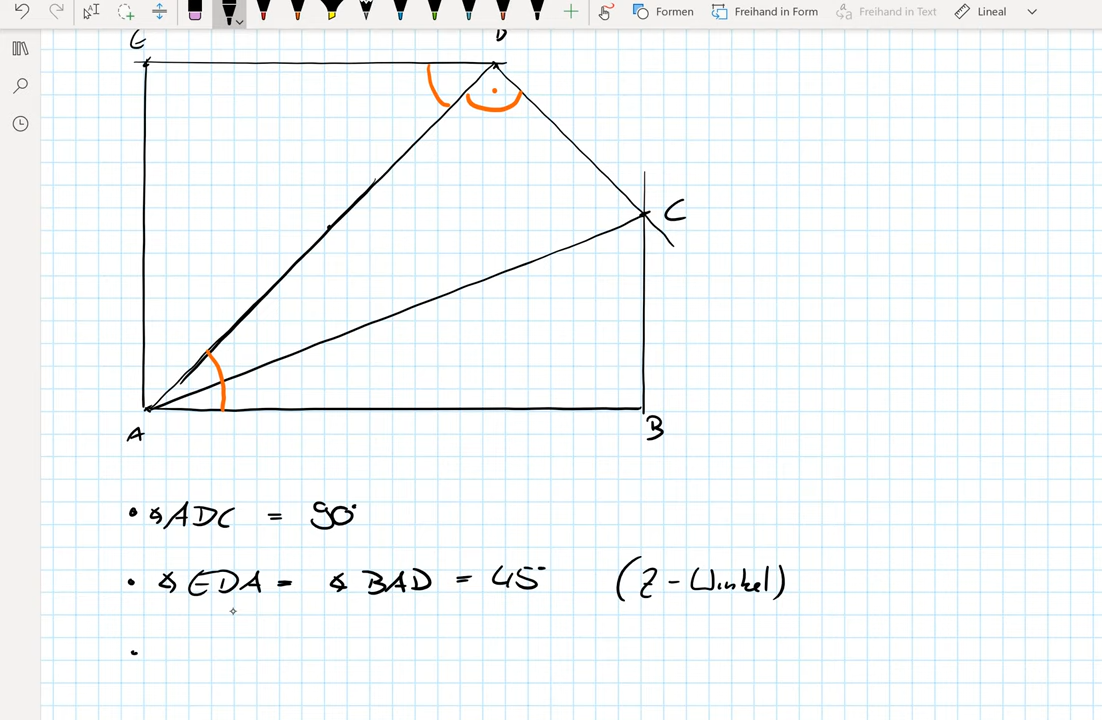 Formen Freihand in Form Freihand in Text Lineal
E D
C
A B
• ∡ADC = 90°
• ∡EDA = ∡BAD = 45° (Z-Winkel)
•